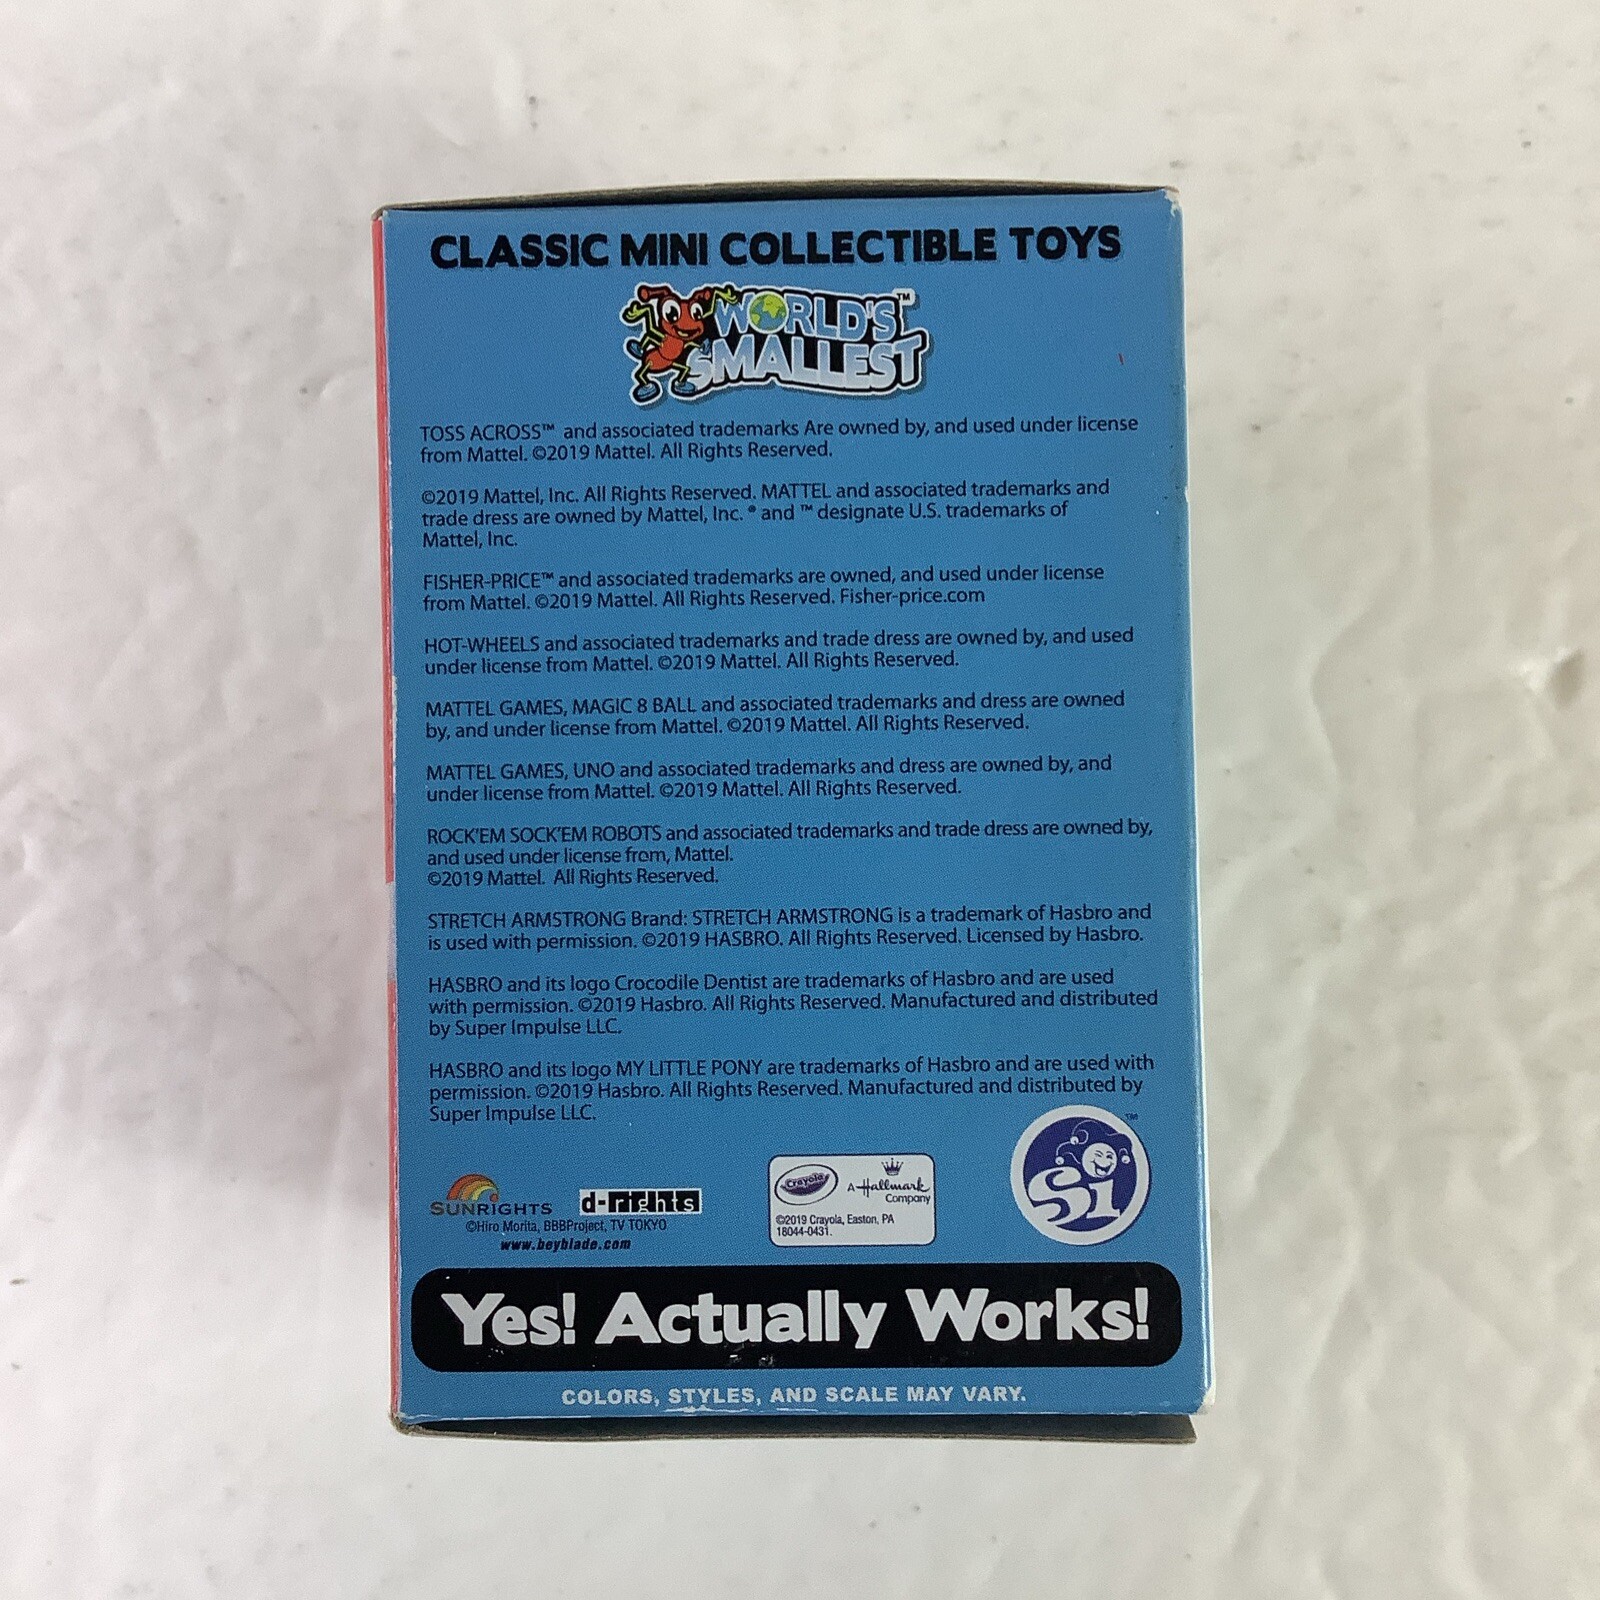 CLASSIC MINI COLLECTIBLE TOYS
WORLD'S™
SMALLEST
TOSS ACROSS™ and associated trademarks Are owned by, and used under license
from Mattel. ©2019 Mattel. All Rights Reserved.
©2019 Mattel, Inc. All Rights Reserved. MATTEL and associated trademarks and
trade dress are owned by Mattel, Inc. ® and ™ designate U.S. trademarks of
Mattel, Inc.
FISHER-PRICE™ and associated trademarks are owned, and used under license
from Mattel. ©2019 Mattel. All Rights Reserved. Fisher-price.com
HOT-WHEELS and associated trademarks and trade dress are owned by, and used
under license from Mattel. ©2019 Mattel. All Rights Reserved.
MATTEL GAMES, MAGIC 8 BALL and associated trademarks and dress are owned
by, and under license from Mattel. ©2019 Mattel. All Rights Reserved.
MATTEL GAMES, UNO and associated trademarks and dress are owned by, and
under license from Mattel. ©2019 Mattel. All Rights Reserved.
ROCK'EM SOCK'EM ROBOTS and associated trademarks and trade dress are owned by,
and used under license from, Mattel.
©2019 Mattel. All Rights Reserved.
STRETCH ARMSTRONG Brand: STRETCH ARMSTRONG is a trademark of Hasbro and
is used with permission. ©2019 HASBRO. All Rights Reserved. Licensed by Hasbro.
HASBRO and its logo Crocodile Dentist are trademarks of Hasbro and are used
with permission. ©2019 Hasbro. All Rights Reserved. Manufactured and distributed
by Super Impulse LLC.
HASBRO and its logo MY LITTLE PONY are trademarks of Hasbro and are used with
permission. ©2019 Hasbro. All Rights Reserved. Manufactured and distributed by
Super Impulse LLC.
SUNRIGHTS d-rights
©Hiro Morita, BBBProject, TV TOKYO
www.beyblade.com
Crayola A Hallmark
Company
©2019 Crayola, Easton, PA
18044-0431.
Si™
Yes! Actually Works!
COLORS, STYLES, AND SCALE MAY VARY.